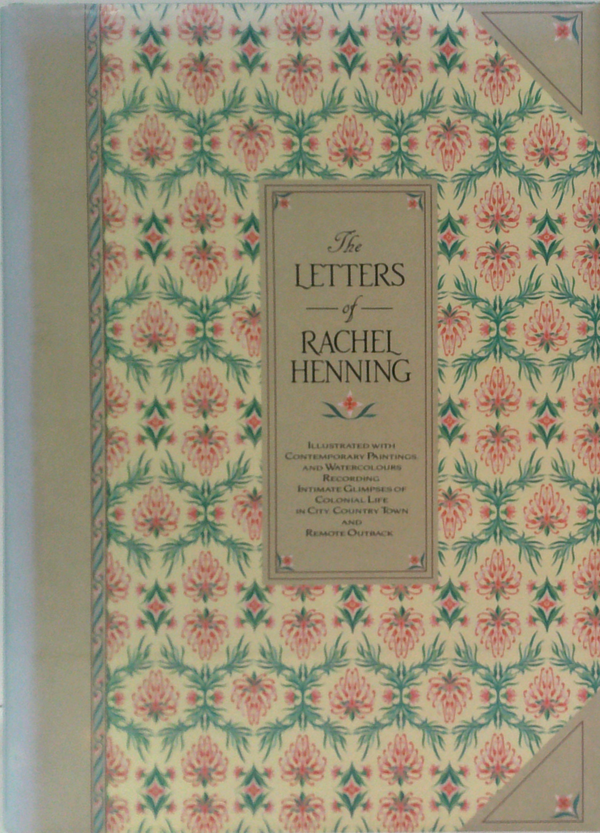 The
LETTERS
of
RACHEL
HENNING
ILLUSTRATED WITH
CONTEMPORARY PAINTINGS
AND WATERCOLOURS
RECORDING
INTIMATE GLIMPSES OF
COLONIAL LIFE
IN CITY, COUNTRY TOWN
AND
REMOTE OUTBACK